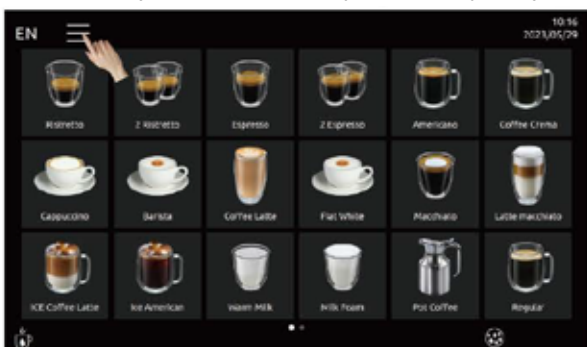 EN
10:16
2023/05/29
Ristretto
2 Ristretto
Espresso
2 Espresso
Americano
Coffee Crema
Cappuccino
Barista
Coffee Latte
Flat White
Macchiato
Latte macchiato
ICE Coffee Latte
Ice American
Warm Milk
Milk Foam
Pot Coffee
Regular